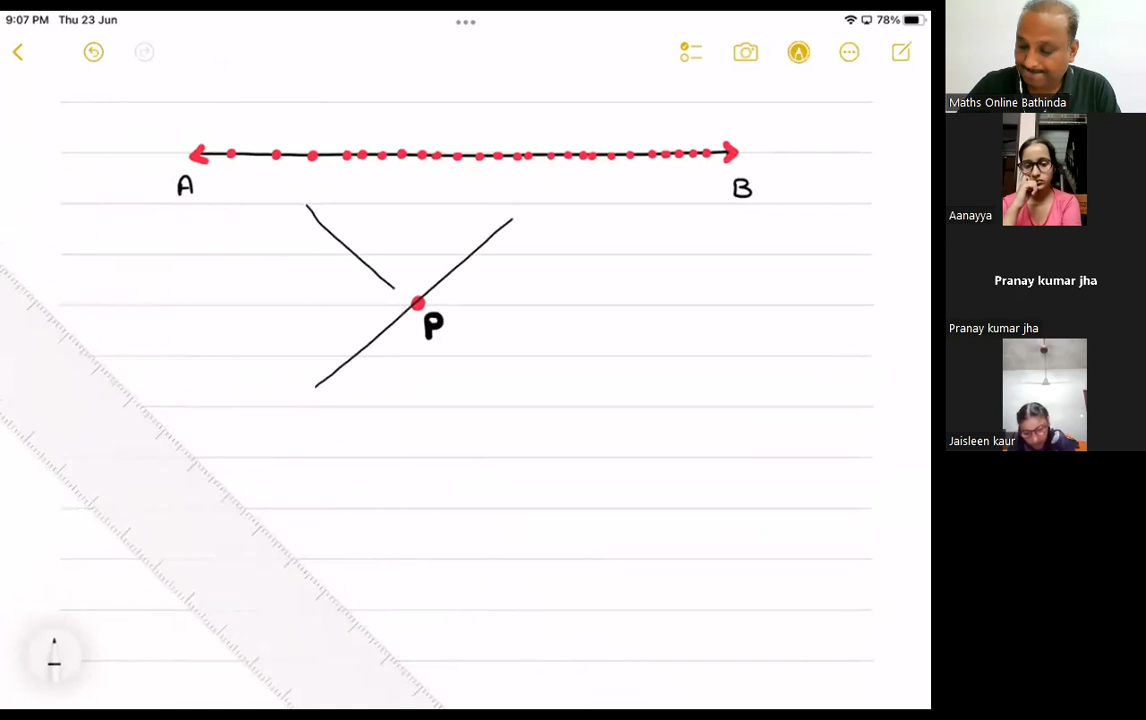 9:07 PM Thu 23 Jun
78%
A
B
P
Maths Online Bathinda
Aanayya
Pranay kumar jha
Pranay kumar jha
Jaisleen kaur